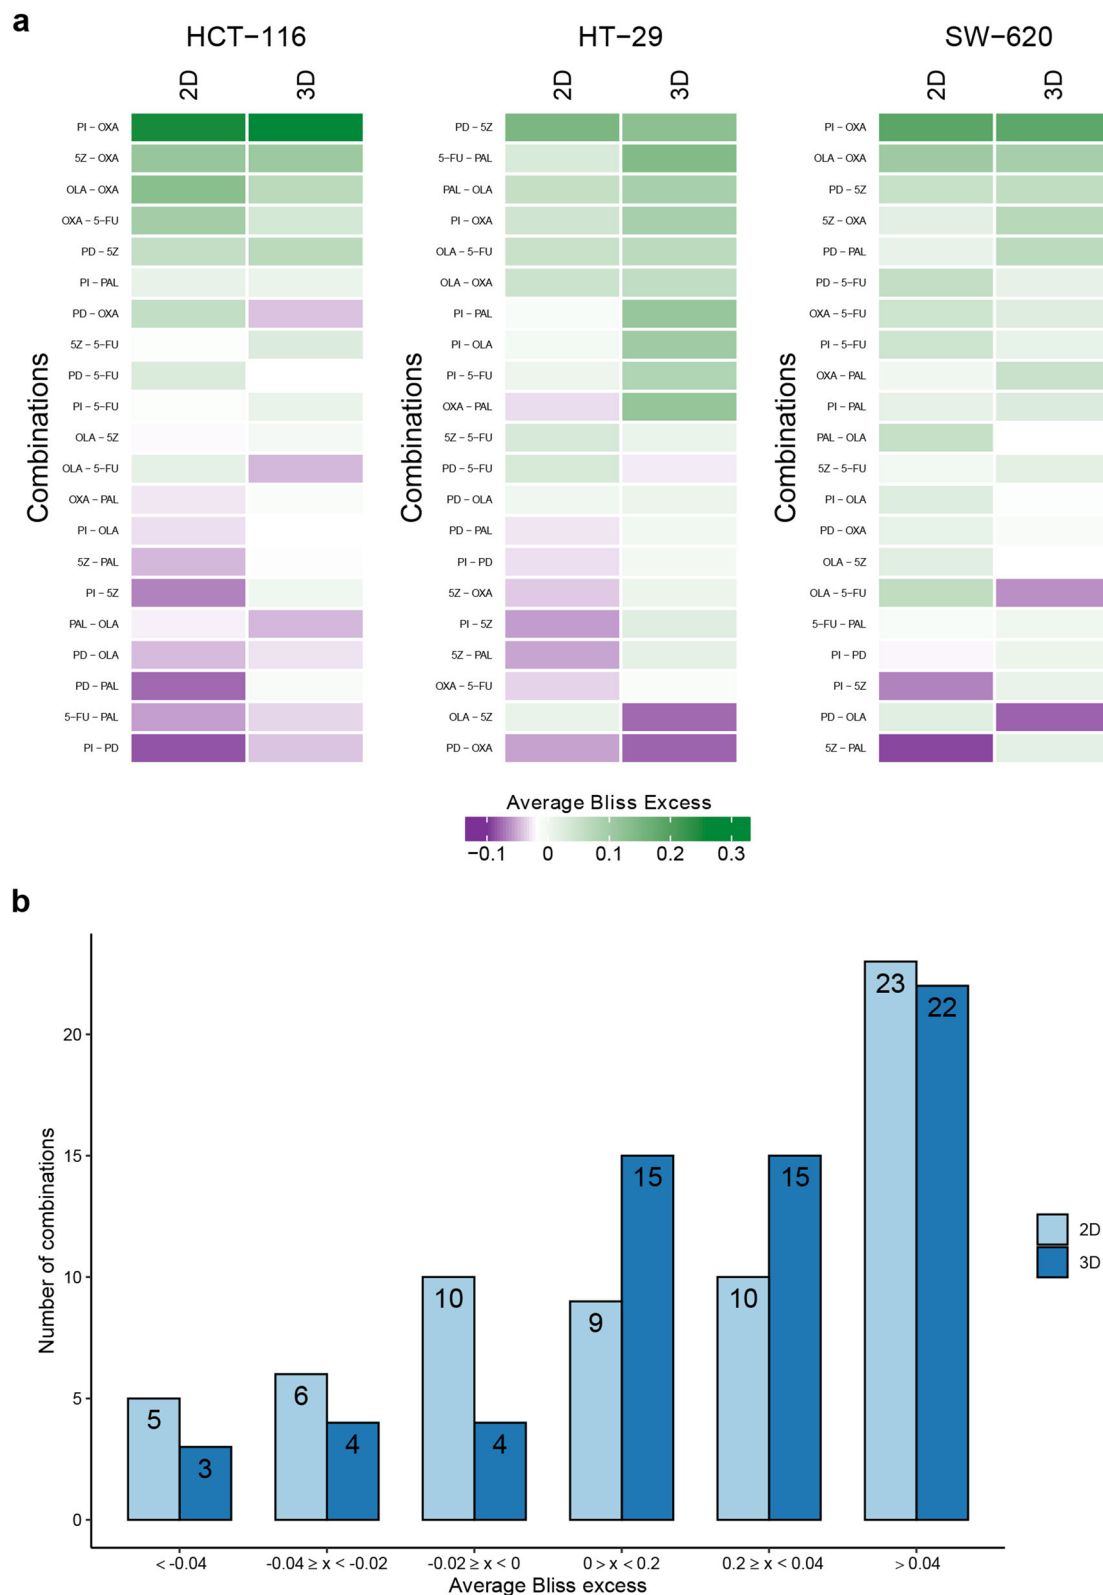 a
HCT−116
HT−29
SW−620
2D
3D
2D
3D
2D
3D
Combinations
PI − OXA
5Z − OXA
OLA − OXA
OXA − 5−FU
PD − 5Z
PI − PAL
PD − OXA
5Z − 5−FU
PD − 5−FU
PI − 5−FU
OLA − 5Z
OLA − 5−FU
OXA − PAL
PI − OLA
5Z − PAL
PI − 5Z
PAL − OLA
PD − OLA
PD − PAL
5−FU − PAL
PI − PD
Combinations
PD − 5Z
5−FU − PAL
PAL − OLA
PI − OXA
OLA − 5−FU
OLA − OXA
PI − PAL
PI − OLA
PI − 5−FU
OXA − PAL
5Z − 5−FU
PD − 5−FU
PD − OLA
PD − PAL
PI − PD
5Z − OXA
PI − 5Z
5Z − PAL
OXA − 5−FU
OLA − 5Z
PD − OXA
Combinations
PI − OXA
OLA − OXA
PD − 5Z
5Z − OXA
PD − PAL
PD − 5−FU
OXA − 5−FU
PI − 5−FU
OXA − PAL
PI − PAL
PAL − OLA
5Z − 5−FU
PI − OLA
PD − OXA
OLA − 5Z
OLA − 5−FU
5−FU − PAL
PI − PD
PI − 5Z
PD − OLA
5Z − PAL
Average Bliss Excess
−0.1 0 0.1 0.2 0.3
b
Number of combinations
20
15
10
5
0
5
3
6
4
10
4
9
15
10
15
23
22
2D
3D
< -0.04
-0.04 ≥ x < -0.02
-0.02 ≥ x < 0
0 > x < 0.2
0.2 ≥ x < 0.04
> 0.04
Average Bliss excess